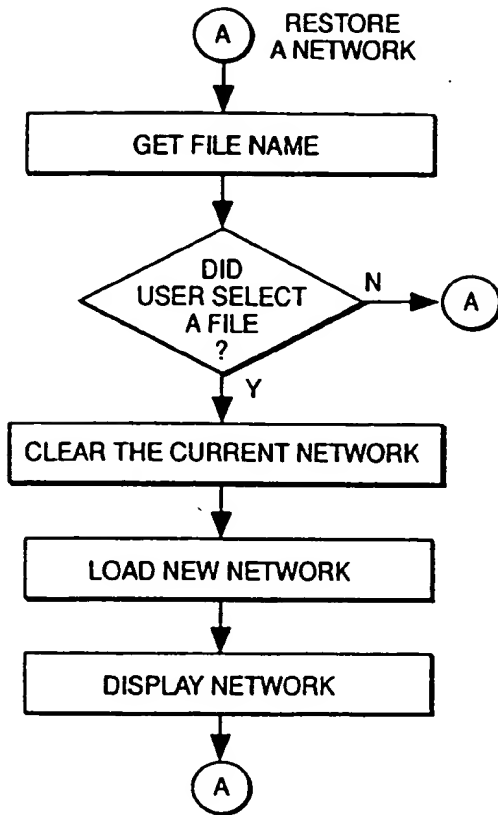 A
RESTORE
A NETWORK
GET FILE NAME
DID
USER SELECT
A FILE
?
N
A
Y
CLEAR THE CURRENT NETWORK
LOAD NEW NETWORK
DISPLAY NETWORK
A